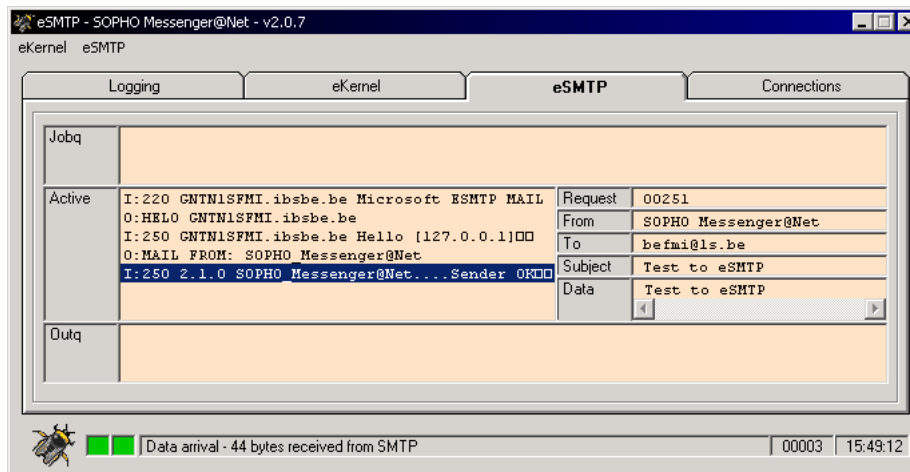 eSMTP - SOPHO Messenger@Net - v2.0.7
eKernel eSMTP
Logging eKernel eSMTP Connections
Jobq
Active
I:220 GNTN1SFMI.ibsbe.be Microsoft ESMTP MAIL
O:HELO GNTN1SFMI.ibsbe.be
I:250 GNTN1SFMI.ibsbe.be Hello [127.0.0.1]□□
O:MAIL FROM: SOPHO_Messenger@Net
I:250 2.1.0 SOPHO_Messenger@Net....Sender OK□□
Request 00251
From SOPHO Messenger@Net
To befmi@ls.be
Subject Test to eSMTP
Data Test to eSMTP
Outq
Data arrival - 44 bytes received from SMTP 00003 15:49:12